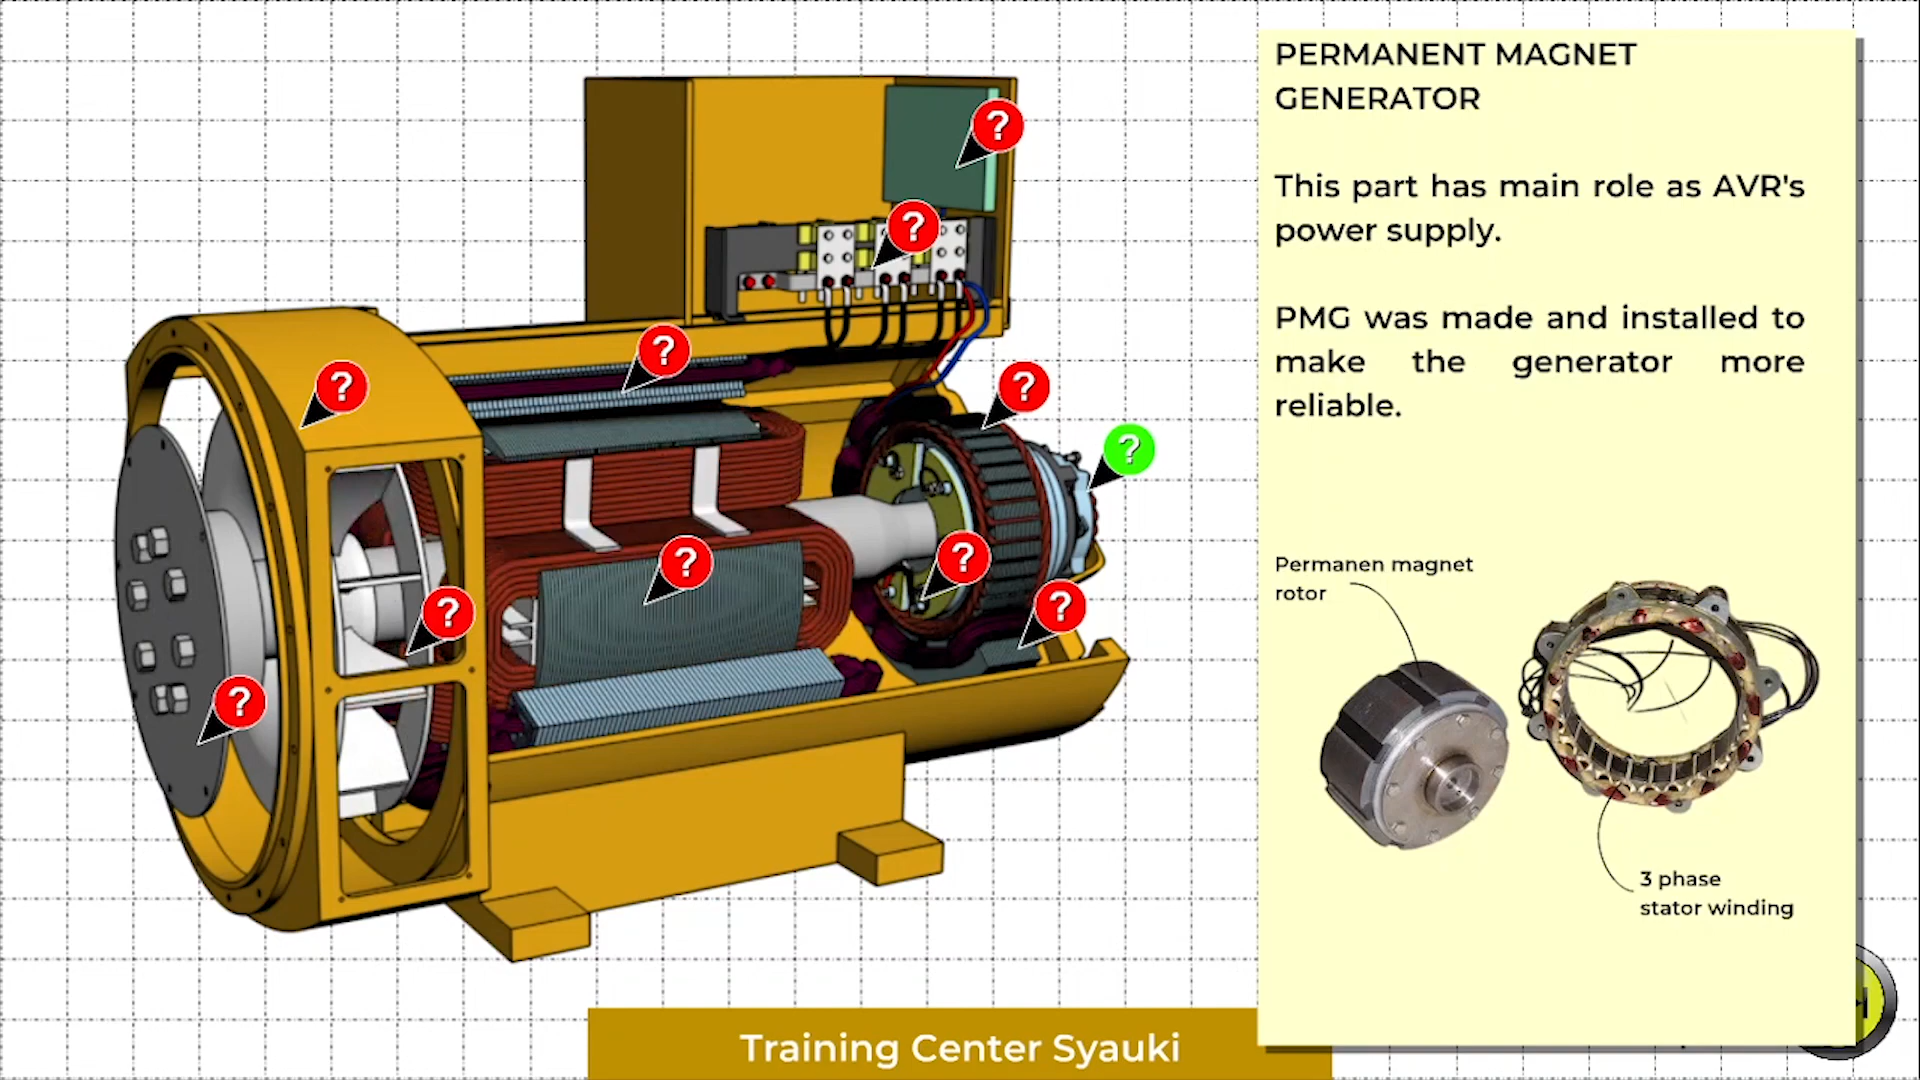 PERMANENT MAGNET
GENERATOR
This part has main role as AVR's
power supply.
PMG was made and installed to
make the generator more
reliable.
?
?
?
?
?
?
?
?
?
?
?
Permanen magnet
rotor
3 phase
stator winding
Training Center Syauki